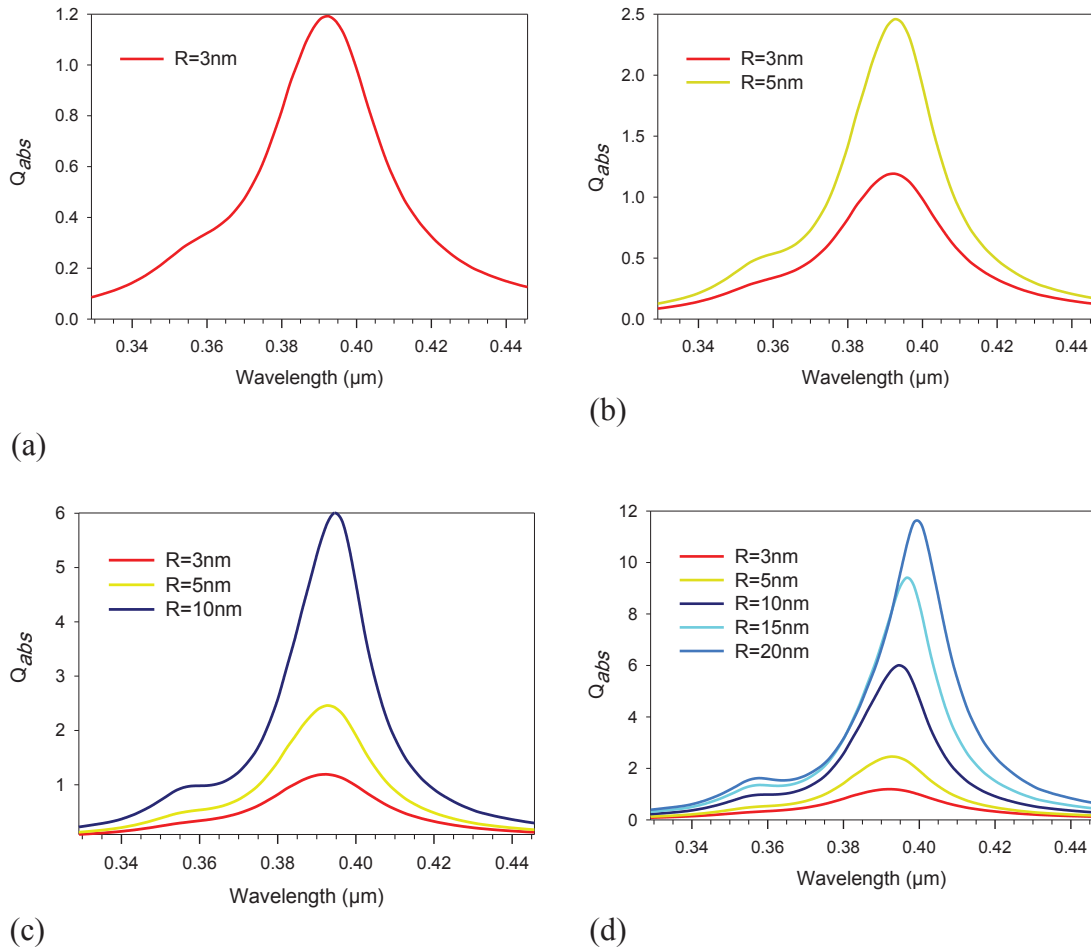 1.2
1.0
0.8
0.6
0.4
0.2
0.0
Qabs
R=3nm
0.34 0.36 0.38 0.40 0.42 0.44
Wavelength (µm)
(a)
2.5
2.0
1.5
1.0
0.5
0.0
Qabs
R=3nm
R=5nm
0.34 0.36 0.38 0.40 0.42 0.44
Wavelength (µm)
(b)
6
5
4
3
2
1
Qabs
R=3nm
R=5nm
R=10nm
0.34 0.36 0.38 0.40 0.42 0.44
Wavelength (µm)
(c)
12
10
8
6
4
2
0
Qabs
R=3nm
R=5nm
R=10nm
R=15nm
R=20nm
0.34 0.36 0.38 0.40 0.42 0.44
Wavelength (µm)
(d)